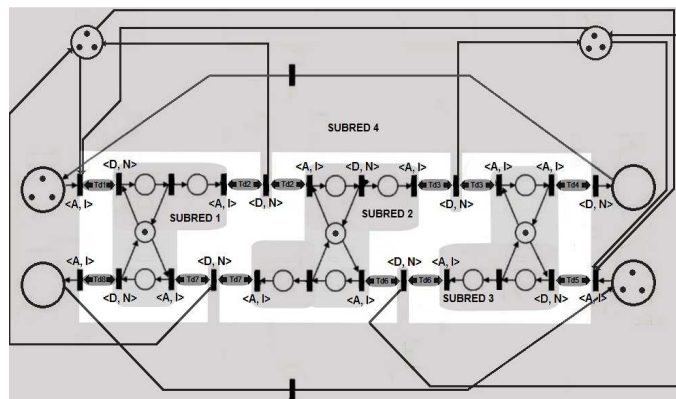 SUBRED 4
<D, N> <A, I> <D, N> <A, I> <A, I> <A, I>
Td1 Td2 Td2 Td3 Td3 Td4
<A, I> <D, N> <D, N> <D, N>
SUBRED 1 SUBRED 2
<D, N> <D, N> <A, I>
<A, I> <A, I>
Td8 Td7 Td7 Td6 Td6 Td5
<D, N> <A, I> <A, I> <A, I> SUBRED 3 <D, N> <A, I>